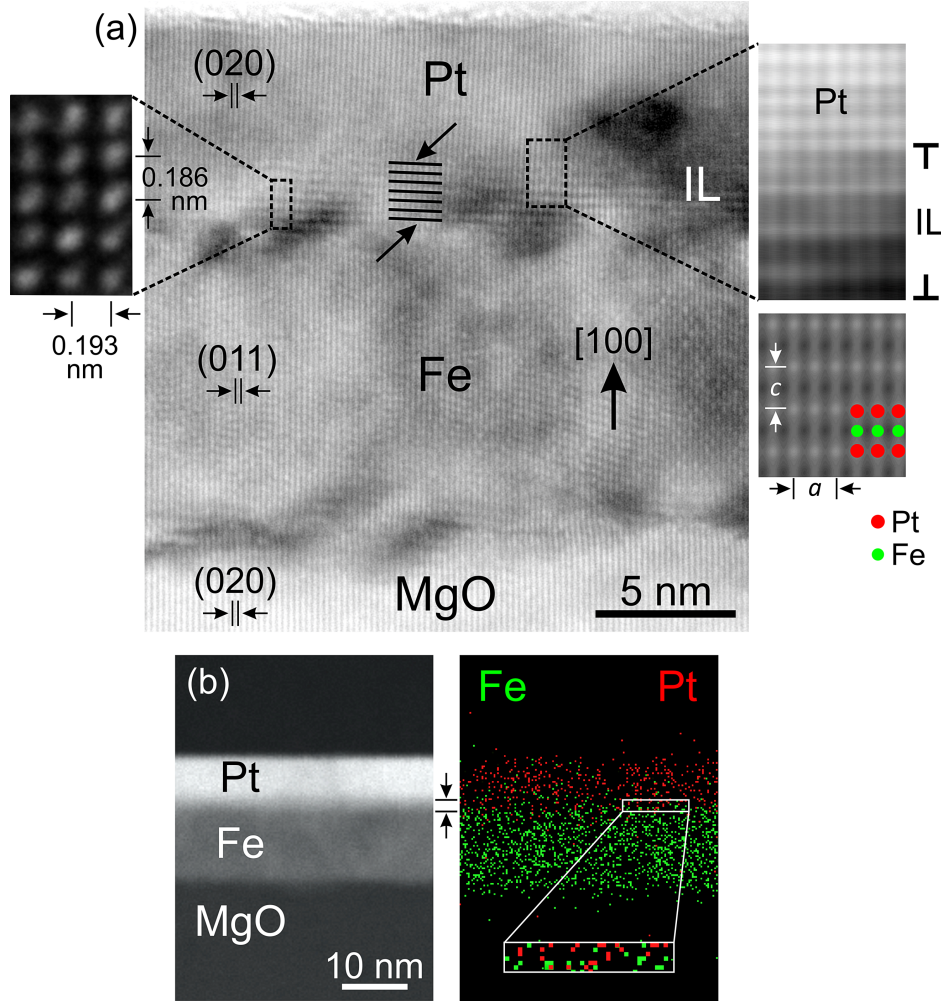 (a)
(020)
Pt
Pt
0.186
nm
IL
IL
0.193
nm
(011)
Fe
[100]
c
a
Pt
Fe
(020)
MgO
5 nm
(b)
Fe
Pt
Pt
Fe
MgO
10 nm